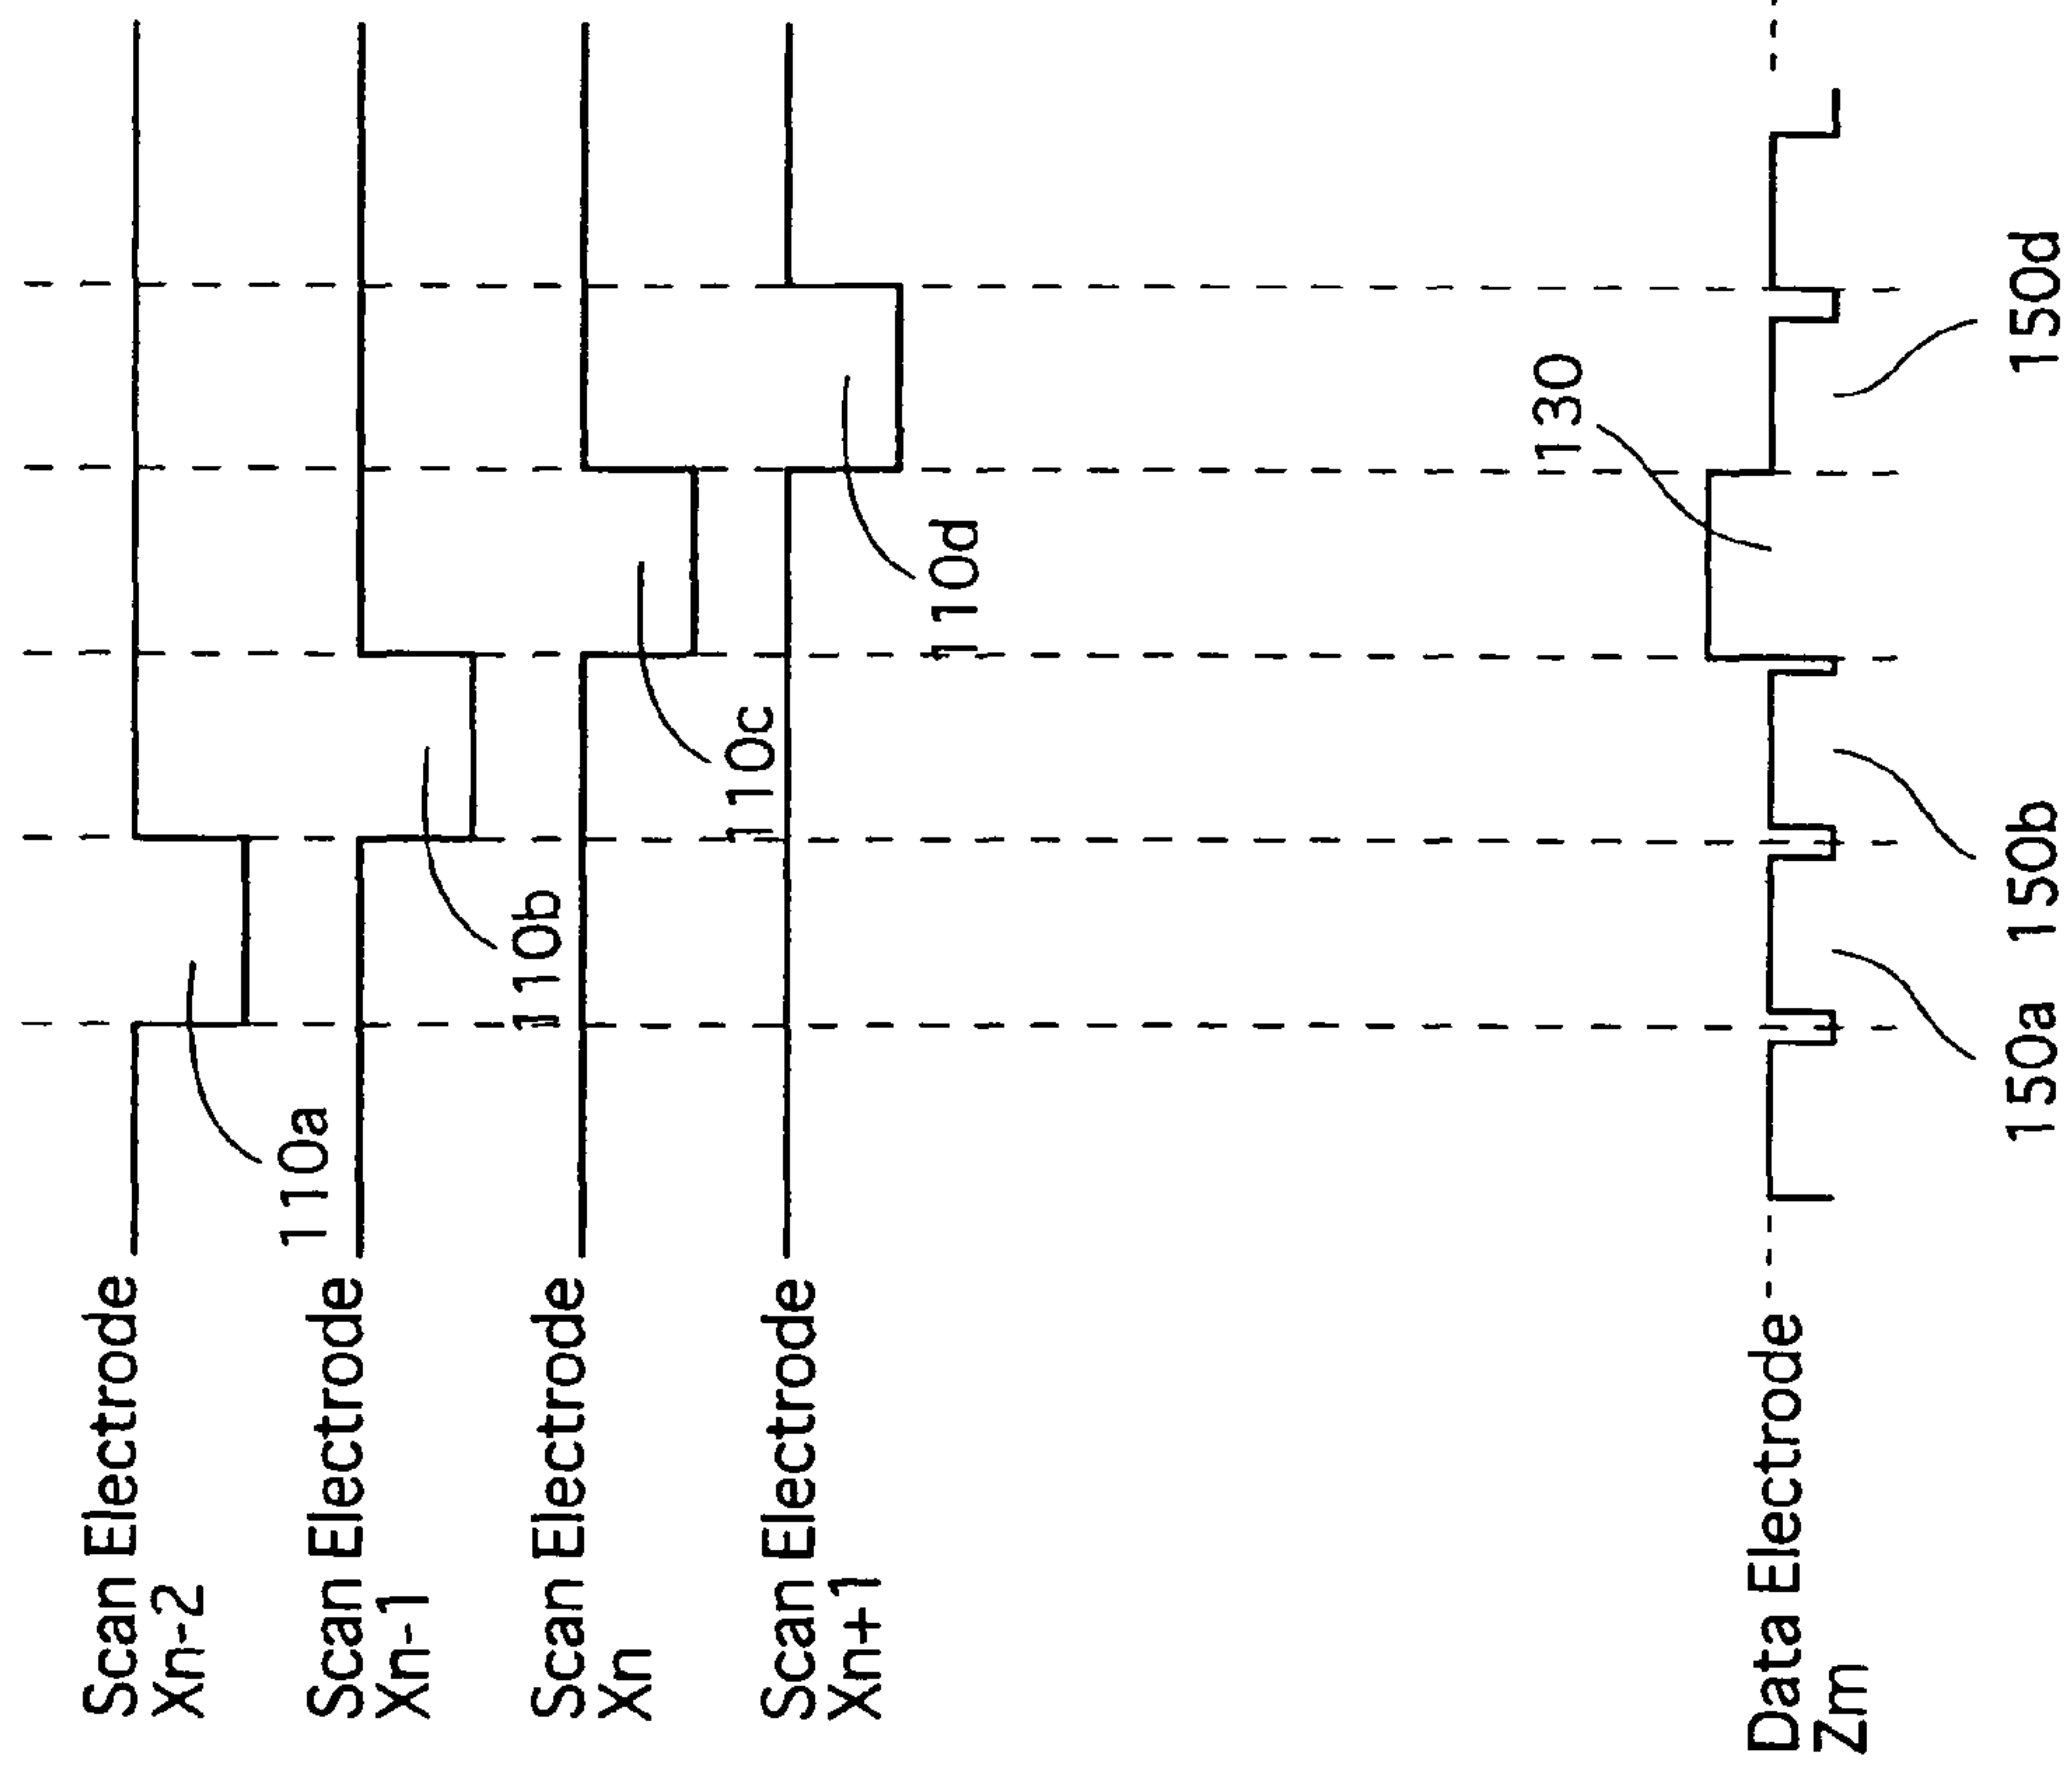 Scan Electrode
Xn-2
110a
Scan Electrode
Xn-1
110b
Scan Electrode
Xn
110c
Scan Electrode
Xn+1
110d
130
Data Electrode
Zm
150a
150b
150d